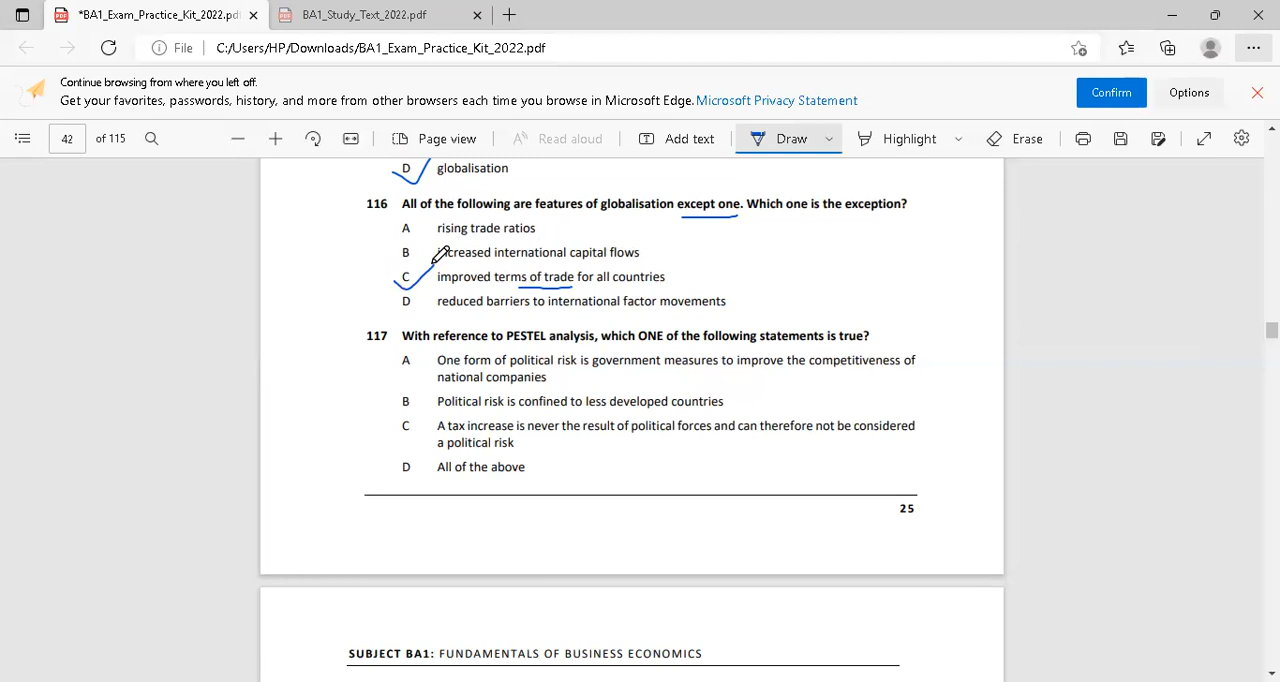 *BA1_Exam_Practice_Kit_2022.pdf
BA1_Study_Text_2022.pdf
File C:/Users/HP/Downloads/BA1_Exam_Practice_Kit_2022.pdf
Continue browsing from where you left off.
Get your favorites, passwords, history, and more from other browsers each time you browse in Microsoft Edge. Microsoft Privacy Statement
Confirm
Options
42 of 115
Page view
Read aloud
Add text
Draw
Highlight
Erase
D globalisation
116 All of the following are features of globalisation except one. Which one is the exception?
A rising trade ratios
B increased international capital flows
C improved terms of trade for all countries
D reduced barriers to international factor movements
117 With reference to PESTEL analysis, which ONE of the following statements is true?
A One form of political risk is government measures to improve the competitiveness of
national companies
B Political risk is confined to less developed countries
C A tax increase is never the result of political forces and can therefore not be considered
a political risk
D All of the above
25
SUBJECT BA1: FUNDAMENTALS OF BUSINESS ECONOMICS